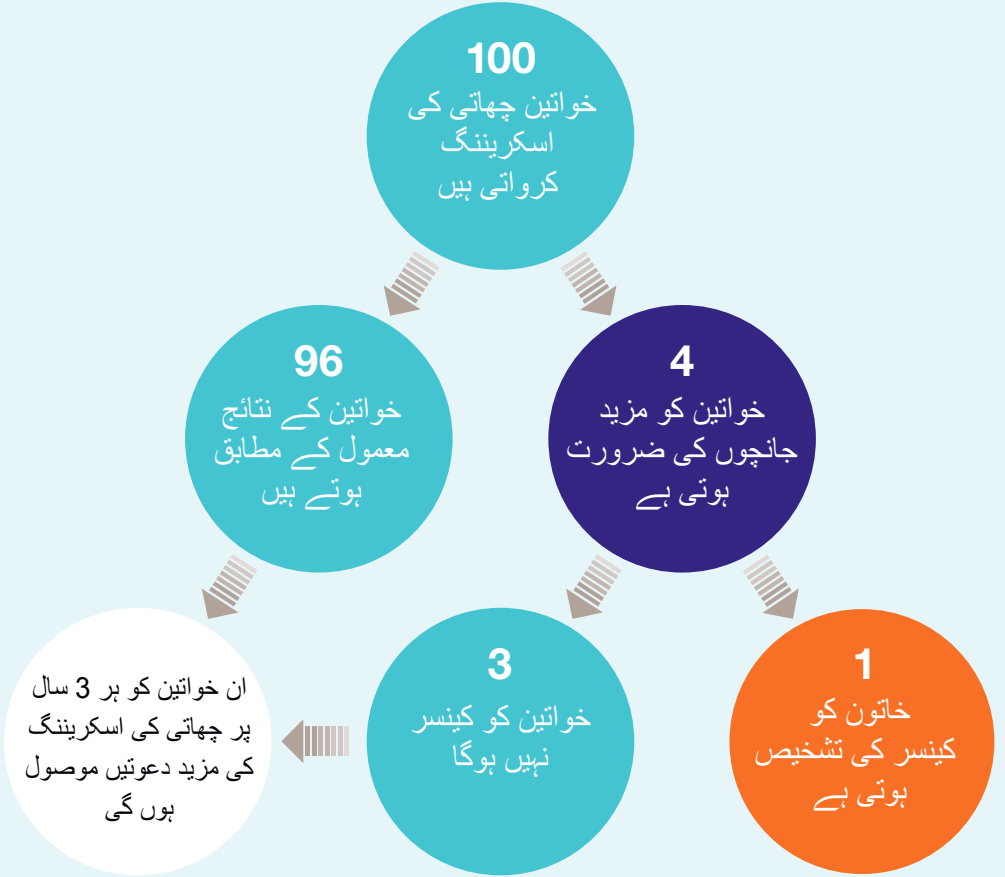 100
خواتین چھاتی کی
اسکریننگ
کرواتی ہیں
96
خواتین کے نتائج
معمول کے مطابق
ہوتے ہیں
4
خواتین کو مزید
جانچوں کی ضرورت
ہوتی ہے
ان خواتین کو ہر 3 سال
پر چھاتی کی اسکریننگ
کی مزید دعوتیں موصول
ہوں گی
3
خواتین کو کینسر
نہیں ہوگا
1
خاتون کو
کینسر کی تشخیص
ہوتی ہے